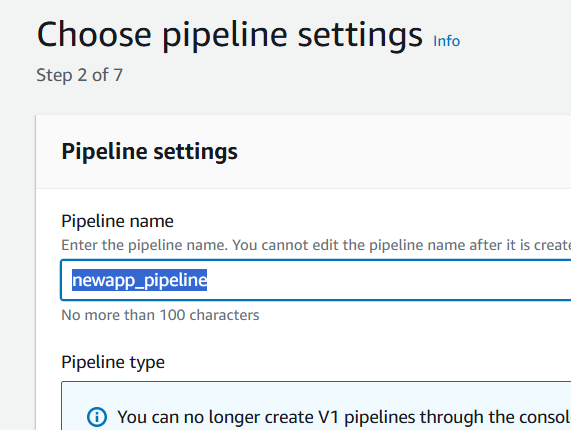 Choose pipeline settings Info
Step 2 of 7
Pipeline settings
Pipeline name
Enter the pipeline name. You cannot edit the pipeline name after it is
newapp_pipeline
No more than 100 characters
Pipeline type
You can no longer create V1 pipelines through the